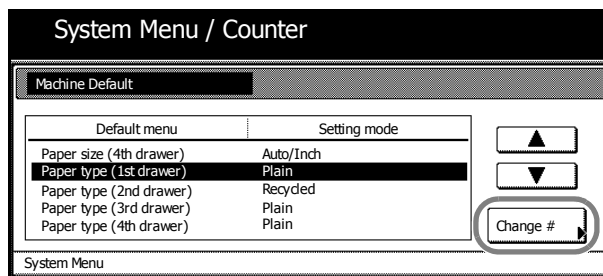 System Menu / Counter
Machine Default
Default menu Setting mode
Paper size (4th drawer) Auto/Inch
Paper type (1st drawer) Plain
Paper type (2nd drawer) Recycled
Paper type (3rd drawer) Plain
Paper type (4th drawer) Plain
Change #
System Menu